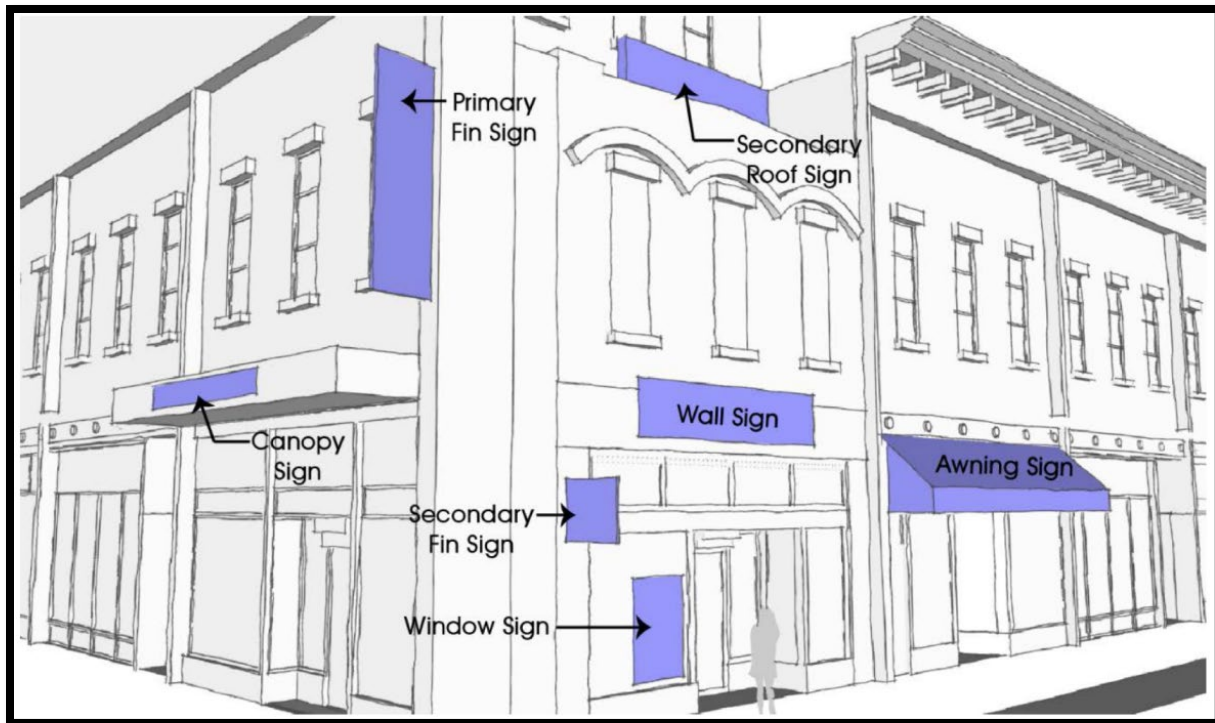 Primary
Fin Sign
Secondary
Roof Sign
Canopy
Sign
Wall Sign
Awning Sign
Secondary
Fin Sign
Window Sign